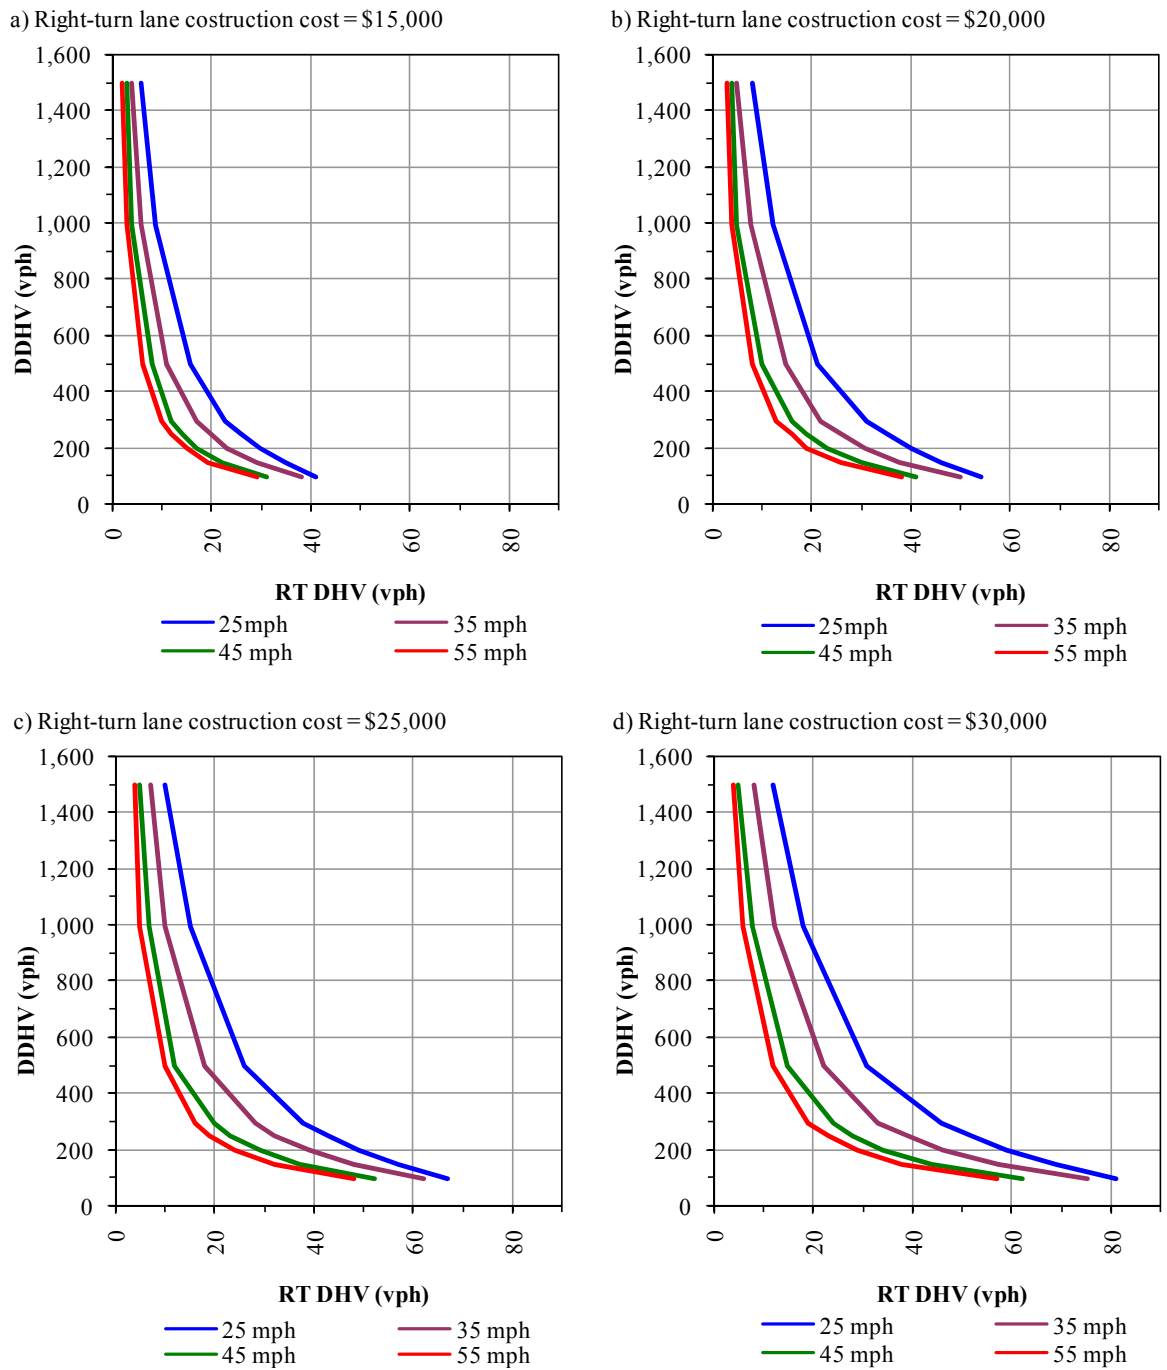 a) Right-turn lane costruction cost = $15,000
1,600
1,400
1,200
1,000
800
600
400
200
0
DDHV (vph)
0 20 40 60 80
RT DHV (vph)
25mph 35 mph
45 mph 55 mph
b) Right-turn lane costruction cost = $20,000
1,600
1,400
1,200
1,000
800
600
400
200
0
DDHV (vph)
0 20 40 60 80
RT DHV (vph)
25mph 35 mph
45 mph 55 mph
c) Right-turn lane costruction cost = $25,000
1,600
1,400
1,200
1,000
800
600
400
200
0
DDHV (vph)
0 20 40 60 80
RT DHV (vph)
25 mph 35 mph
45 mph 55 mph
d) Right-turn lane costruction cost = $30,000
1,600
1,400
1,200
1,000
800
600
400
200
0
DDHV (vph)
0 20 40 60 80
RT DHV (vph)
25 mph 35 mph
45 mph 55 mph